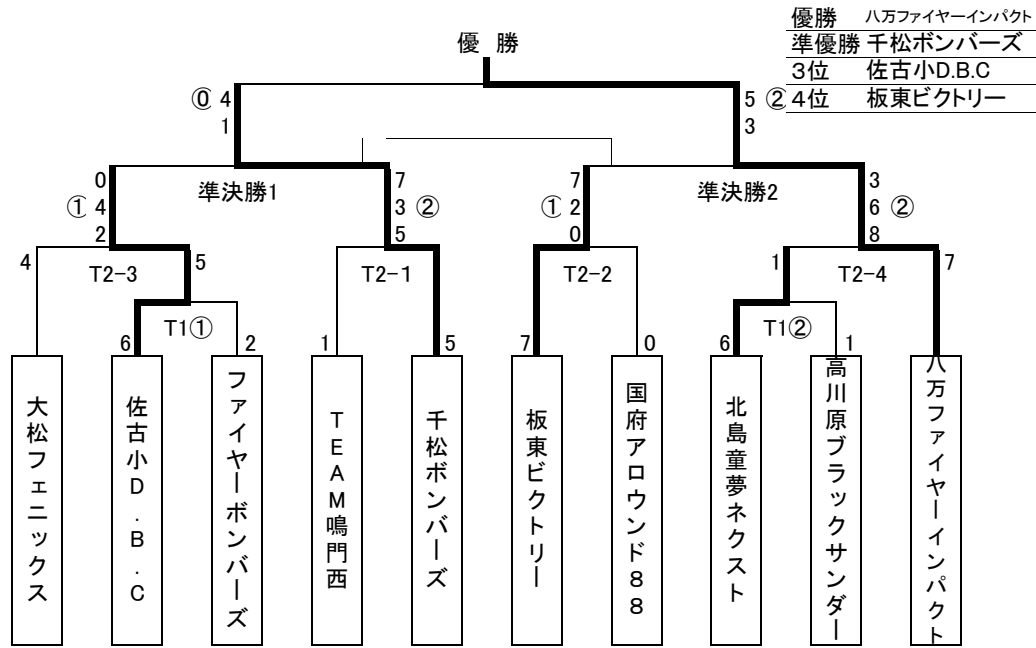 優勝 八万ファイヤーインパクト
準優勝 千松ボンバーズ
3位 佐古小D.B.C
4位 板東ビクトリー
優 勝
⓪ 4 5 ②
1 3
0 7 7 3
準決勝1 準決勝2
① 4 3 ② ① 2 6 ②
2 5 0 8
4 5 1 7
T2-3 T2-1 T2-2 T2-4
T1① T1②
6 2 1 5 7 0 6 1
大松フェニックス
佐古小D.B.C
ファイヤーボンバーズ
TEAM鳴門西
千松ボンバーズ
板東ビクトリー
国府アロウンド88
北島童夢ネクスト
高川原ブラックサンダー
八万ファイヤーインパクト